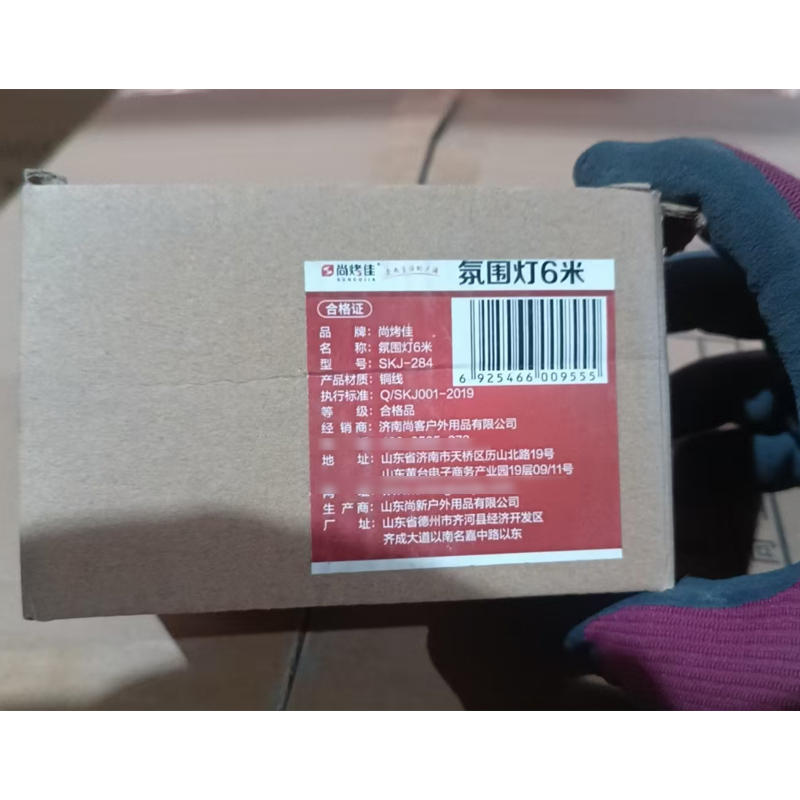 尚烤佳
SUNCOJIA
氛围灯6米
合格证
品 牌：尚烤佳
名 称：氛围灯6米
型 号：SKJ-284
产品材质：铜线
执行标准：Q/SKJ001-2019
等 级：合格品
经 销 商：济南尚客户外用品有限公司
地 址：山东省济南市天桥区历山北路19号
山东黄台电子商务产业园19层09/11号
生 产 商：山东尚新户外用品有限公司
厂 址：山东省德州市齐河县经济开发区
齐成大道以南名嘉中路以东
6 925466 009555